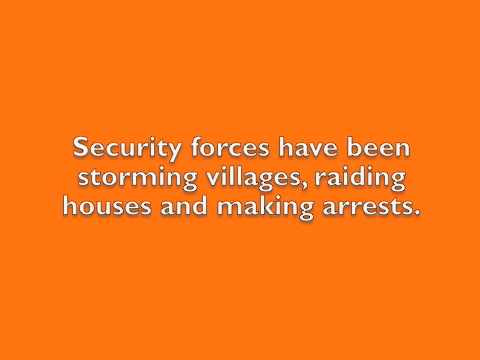 Security forces have been
storming villages, raiding
houses and making arrests.